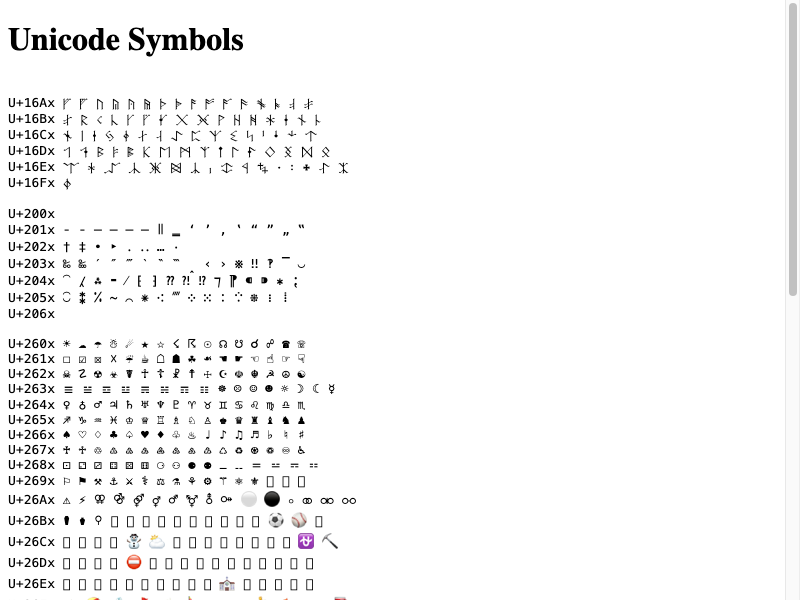 Unicode Symbols
U+16Ax ᚠ ᚡ ᚢ ᚣ ᚤ ᚥ ᚦ ᚧ ᚨ ᚩ ᚪ ᚫ ᚬ ᚭ ᚮ ᚯ
U+16Bx ᚰ ᚱ ᚲ ᚳ ᚴ ᚵ ᚶ ᚷ ᚸ ᚹ ᚺ ᚻ ᚼ ᚽ ᚾ ᚿ
U+16Cx ᛀ ᛁ ᛂ ᛃ ᛄ ᛅ ᛆ ᛇ ᛈ ᛉ ᛊ ᛋ ᛌ ᛍ ᛎ ᛏ
U+16Dx ᛐ ᛑ ᛒ ᛓ ᛔ ᛕ ᛖ ᛗ ᛘ ᛙ ᛚ ᛛ ᛜ ᛝ ᛞ ᛟ
U+16Ex ᛠ ᛡ ᛢ ᛣ ᛤ ᛥ ᛦ ᛧ ᛨ ᛩ ᛪ ᛫ ᛬ ᛭ ᛮ ᛯ
U+16Fx ᛰ
U+200x
U+201x ‐ ‑ ‒ – — ― ‖ ‗ ‘ ’ ‚ ‛ “ ” „ ‟
U+202x † ‡ • ‣ ․ ‥ … ‧
U+203x ‰ ‱ ′ ″ ‴ ‵ ‶ ‷ ‸ ‹ › ※ ‼ ‽ ‾ ‿
U+204x ⁀ ⁁ ⁂ ⁃ ⁄ ⁅ ⁆ ⁇ ⁈ ⁉ ⁊ ⁋ ⁌ ⁍ ⁎ ⁏
U+205x ⁐ ⁑ ⁒ ⁓ ⁔ ⁕ ⁖ ⁗ ⁘ ⁙ ⁚ ⁛ ⁜ ⁝ ⁞
U+206x
U+260x ☀ ☁ ☂ ☃ ☄ ★ ☆ ☇ ☈ ☉ ☊ ☋ ☌ ☍ ☎ ☏
U+261x ☐ ☑ ☒ ☓ ☔ ☕ ☖ ☗ ☘ ☙ ☚ ☛ ☜ ☝ ☞ ☟
U+262x ☠ ☡ ☢ ☣ ☤ ☥ ☦ ☧ ☨ ☩ ☪ ☫ ☬ ☭ ☮ ☯
U+263x ☰ ☱ ☲ ☳ ☴ ☵ ☶ ☷ ☸ ☹ ☺ ☻ ☼ ☽ ☾ ☿
U+264x ♀ ♁ ♂ ♃ ♄ ♅ ♆ ♇ ♈ ♉ ♊ ♋ ♌ ♍ ♎ ♏
U+265x ♐ ♑ ♒ ♓ ♔ ♕ ♖ ♗ ♘ ♙ ♚ ♛ ♜ ♝ ♞ ♟
U+266x ♠ ♡ ♢ ♣ ♤ ♥ ♦ ♧ ♨ ♩ ♪ ♫ ♬ ♭ ♮ ♯
U+267x ♰ ♱ ♲ ♳ ♴ ♵ ♶ ♷ ♸ ♹ ♺ ♻ ♼ ♽ ♾ ♿
U+268x ⚀ ⚁ ⚂ ⚃ ⚄ ⚅ ⚆ ⚇ ⚈ ⚉ ⚊ ⚋ ⚌ ⚍ ⚎ ⚏
U+269x ⚐ ⚑ ⚒ ⚓ ⚔ ⚕ ⚖ ⚗ ⚘ ⚙ ⚚ ⚛ ⚜
U+26Ax ⚠ ⚡ ⚢ ⚣ ⚤ ⚥ ⚦ ⚧ ⚨ ⚩ ⚪ ⚫ ⚬ ⚭ ⚮ ⚯
U+26Bx ⚰ ⚱ ⚲ ⚽ ⚾
U+26Cx ⛄ ⛅ ⛎ ⛏
U+26Dx ⛔
U+26Ex ⛪